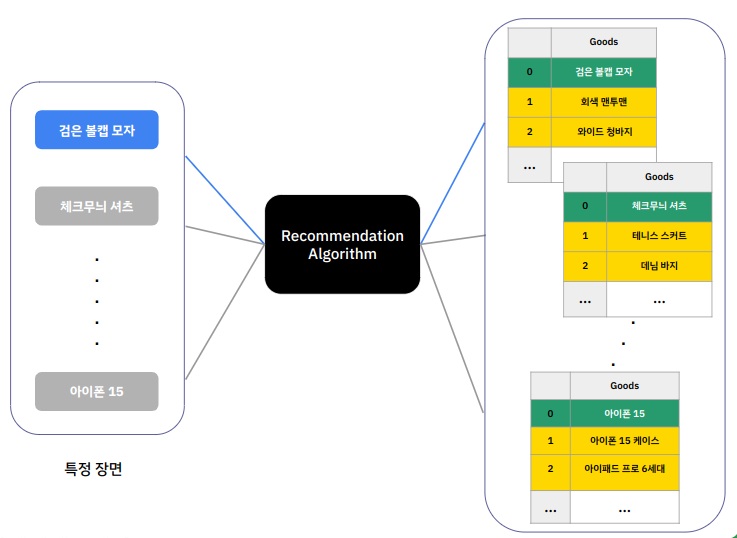 검은 볼캡 모자
체크무늬 셔츠
아이폰 15
특정 장면
Recommendation
Algorithm
Goods
0 검은 볼캡 모자
1 회색 맨투맨
2 와이드 청바지
...
Goods
0 체크무늬 셔츠
1 테니스 스커트
2 데님 바지
... ...
Goods
0 아이폰 15
1 아이폰 15 케이스
2 아이패드 프로 6세대
... ...